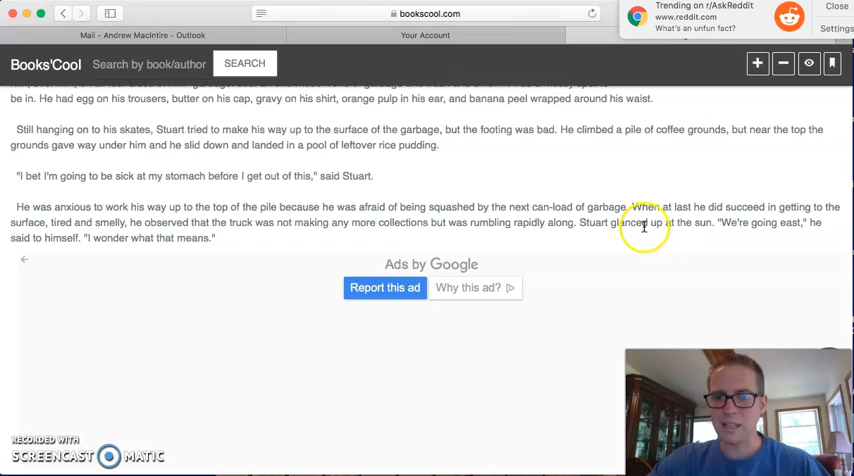 bookscool.com
Trending on r/AskReddit
www.reddit.com
What's an unfun fact?
Close
Settings
Mail - Andrew MacIntire - Outlook
Your Account
Books'Cool
Search by book/author
SEARCH
be in. He had egg on his trousers, butter on his cap, gravy on his shirt, orange pulp in his ear, and banana peel wrapped around his waist.
Still hanging on to his skates, Stuart tried to make his way up to the surface of the garbage, but the footing was bad. He climbed a pile of coffee grounds, but near the top the
grounds gave way under him and he slid down and landed in a pool of leftover rice pudding.
"I bet I'm going to be sick at my stomach before I get out of this," said Stuart.
He was anxious to work his way up to the top of the pile because he was afraid of being squashed by the next can-load of garbage. When at last he did succeed in getting to the
surface, tired and smelly, he observed that the truck was not making any more collections but was rumbling rapidly along. Stuart glanced up at the sun. "We're going east," he
said to himself. "I wonder what that means."
Ads by Google
Report this ad
Why this ad?
RECORDED WITH
SCREENCAST MATIC